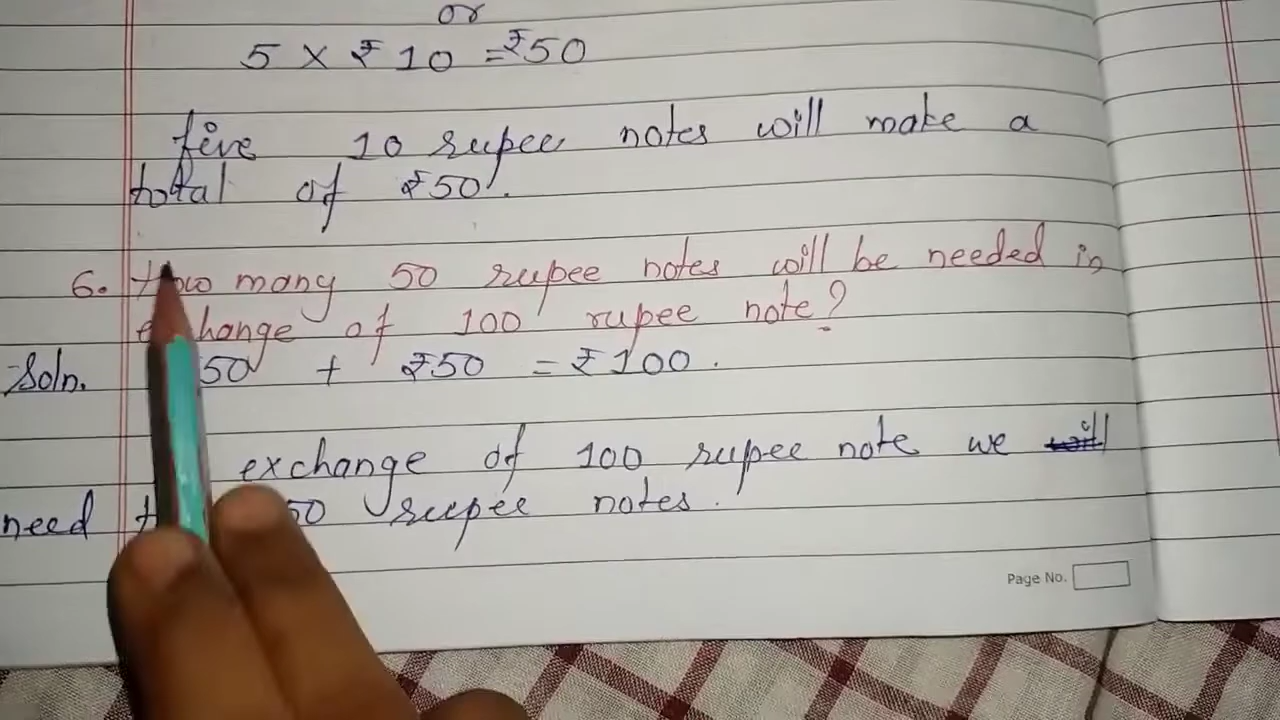 or
5 × ₹ 10 = ₹50
five 10 rupee notes will make a
total of ₹50.
6. How many 50 rupee notes will be needed in
exchange of 100 rupee note?
Soln. 50 + ₹50 = ₹100.
exchange of 100 rupee note we
need 50 rupee notes.
Page No.